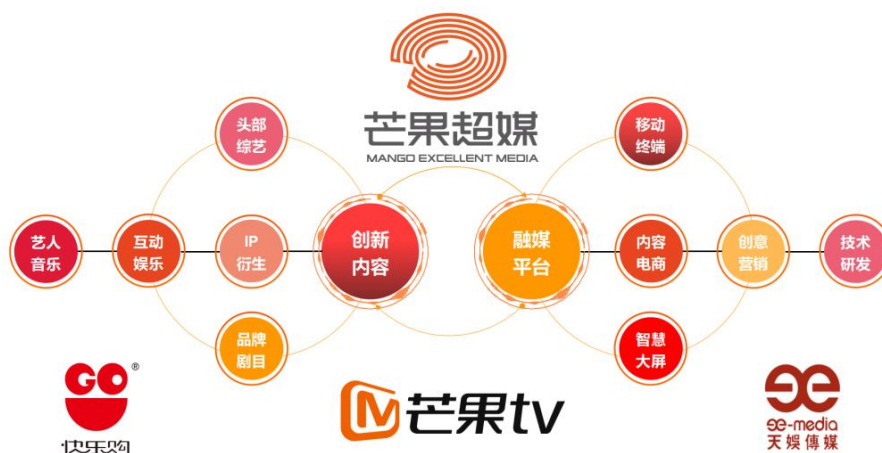 芒果超媒
MANGO EXCELLENT MEDIA
头部
综艺
移动
终端
艺人
音乐
互动
娱乐
IP
衍生
创新
内容
融媒
平台
内容
电商
创意
营销
技术
研发
品牌
剧目
智慧
大屏
GO®
快乐购
芒果tv
ee-media
天娱傳媒